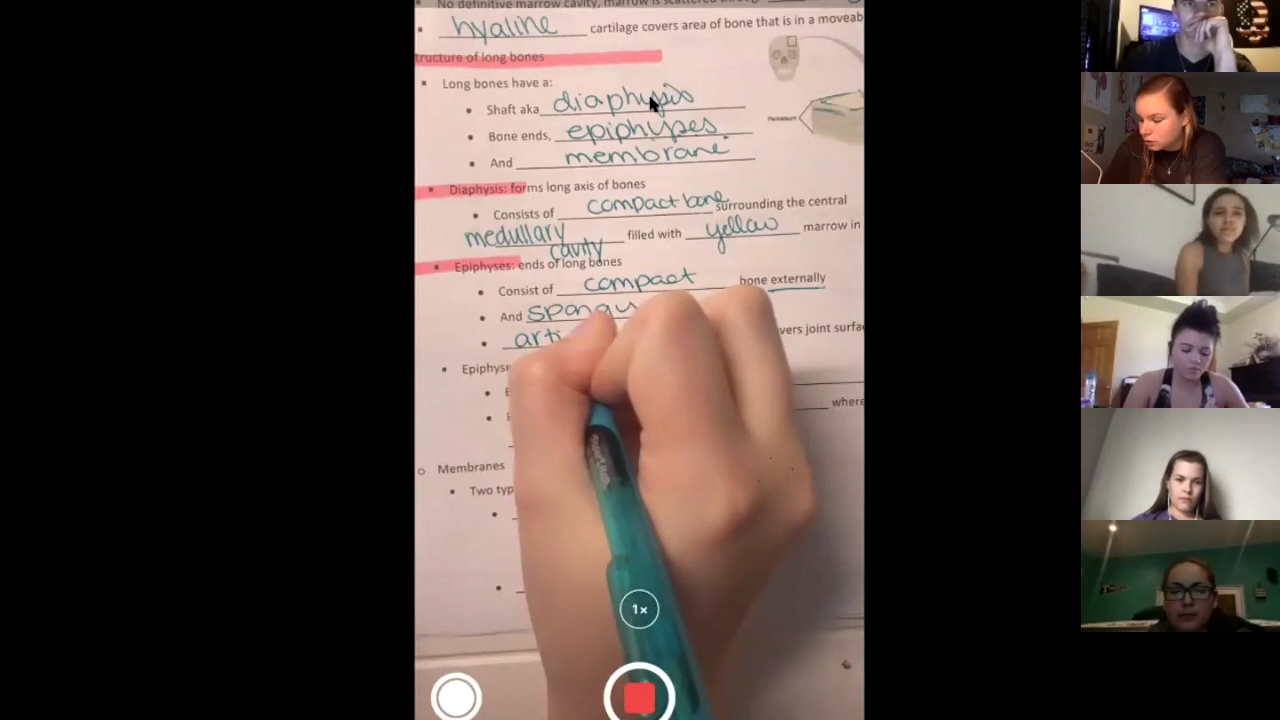 No definitive marrow cavity, marrow is scattered
hyaline cartilage covers area of bone that is in a moveab
tructure of long bones
Long bones have a:
Shaft aka diaphysis
Bone ends, epiphypes
And membrane
Diaphysis: forms long axis of bones
Consists of compact bone surrounding the central
medullary cavity filled with yellow marrow in
Epiphyses: ends of long bones
Consist of compact bone externally
And spongy
arti vers joint surfa
Epiphyse
where
Membranes
Two typ
1×